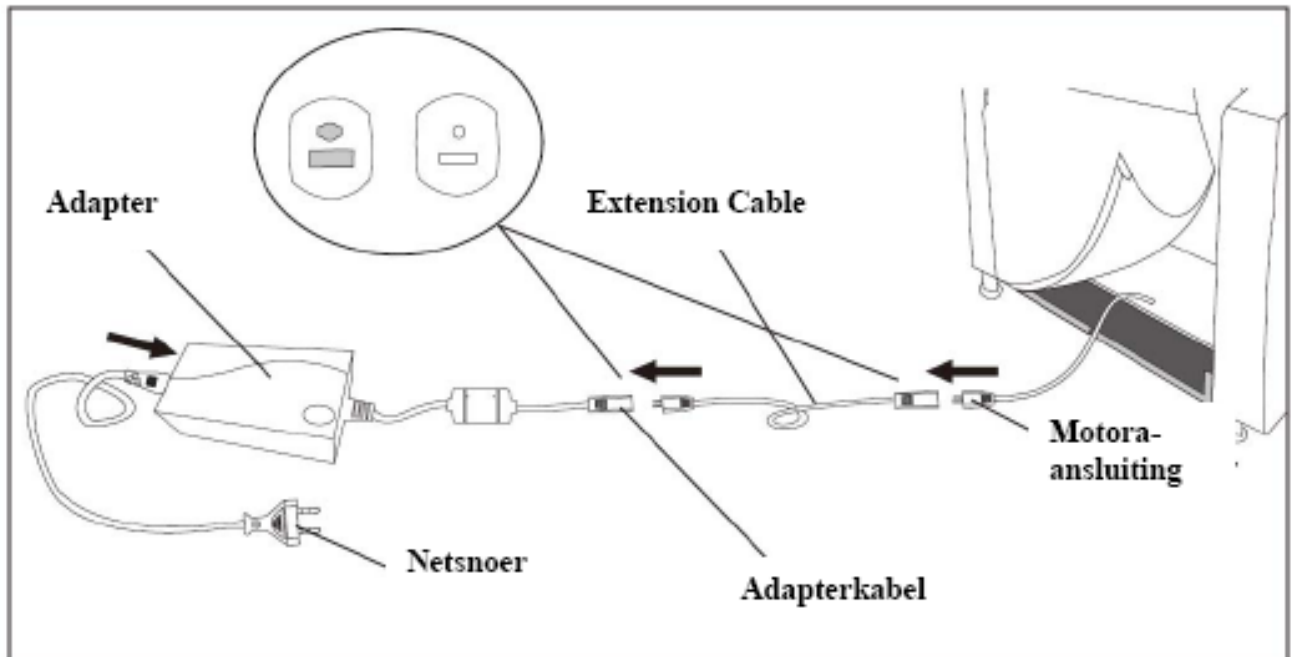 Adapter
Extension Cable
Motora-
ansluiting
Netsnoer
Adapterkabel